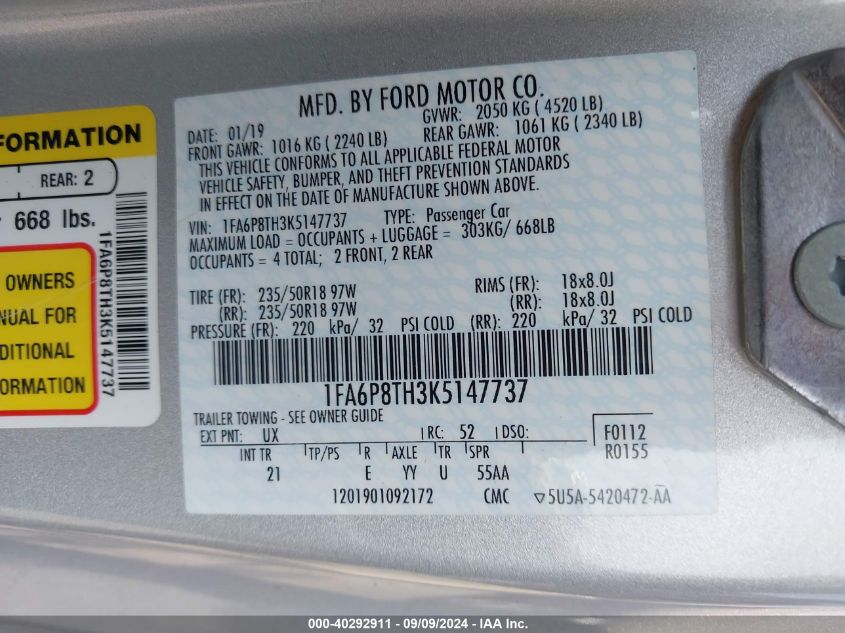 FORMATION
REAR: 2
668 lbs.
OWNERS
NUAL FOR
DITIONAL
FORMATION
1FA6P8TH3K5147737
MFD. BY FORD MOTOR CO.
DATE: 01/19 GVWR: 2050 KG ( 4520 LB)
FRONT GAWR: 1016 KG ( 2240 LB) REAR GAWR: 1061 KG ( 2340 LB)
THIS VEHICLE CONFORMS TO ALL APPLICABLE FEDERAL MOTOR
VEHICLE SAFETY, BUMPER, AND THEFT PREVENTION STANDARDS
IN EFFECT ON THE DATE OF MANUFACTURE SHOWN ABOVE.
VIN: 1FA6P8TH3K5147737 TYPE: Passenger Car
MAXIMUM LOAD = OCCUPANTS + LUGGAGE = 303KG/ 668LB
OCCUPANTS = 4 TOTAL; 2 FRONT, 2 REAR
TIRE (FR): 235/50R18 97W RIMS (FR): 18x8.0J
(RR): 235/50R18 97W (RR): 18x8.0J
PRESSURE (FR): 220 kPa/ 32 PSI COLD (RR): 220 kPa/ 32 PSI COLD
1FA6P8TH3K5147737
TRAILER TOWING - SEE OWNER GUIDE
EXT PNT: UX RC: 52 DSO: F0112
INT TR TP/PS R AXLE TR SPR R0155
21 E YY U 55AA
1201901092172 CMC ▽5U5A-5420472-AA
000-40292911 - 09/09/2024 - IAA Inc.